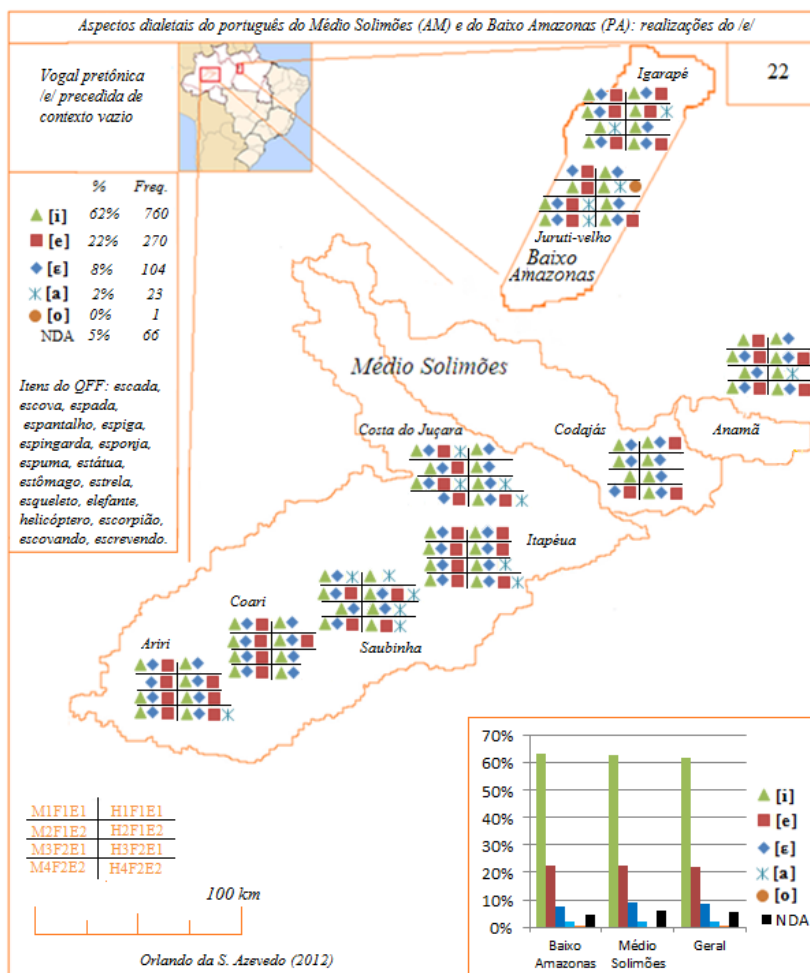 Aspectos dialetais do português do Médio Solimões (AM) e do Baixo Amazonas (PA): realizações do /e/
Vogal pretônica
/e/ precedida de
contexto vazio
22
% Freq.
[i] 62% 760
[e] 22% 270
[ɛ] 8% 104
[a] 2% 23
[o] 0% 1
NDA 5% 66
Itens do QFF: escada,
escova, espada,
espantalho, espiga,
espingarda, esponja,
espuma, estátua,
estômago, estrela,
esqueleto, elefante,
helicóptero, escorpião,
escovando, escrevendo.
Igarapé
Juruti-velho
Baixo
Amazonas
Médio Solimões
Costa do Juçara
Codajás
Anamã
Itapéua
Coari
Saubinha
Ariri
M1F1E1 H1F1E1
M2F1E2 H2F1E2
M3F2E1 H3F2E1
M4F2E2 H4F2E2
100 km
Orlando da S. Azevedo (2012)
70%
60%
50%
40%
30%
20%
10%
0%
Baixo
Amazonas
Médio
Solimões
Geral
[i]
[e]
[ɛ]
[a]
[o]
NDA